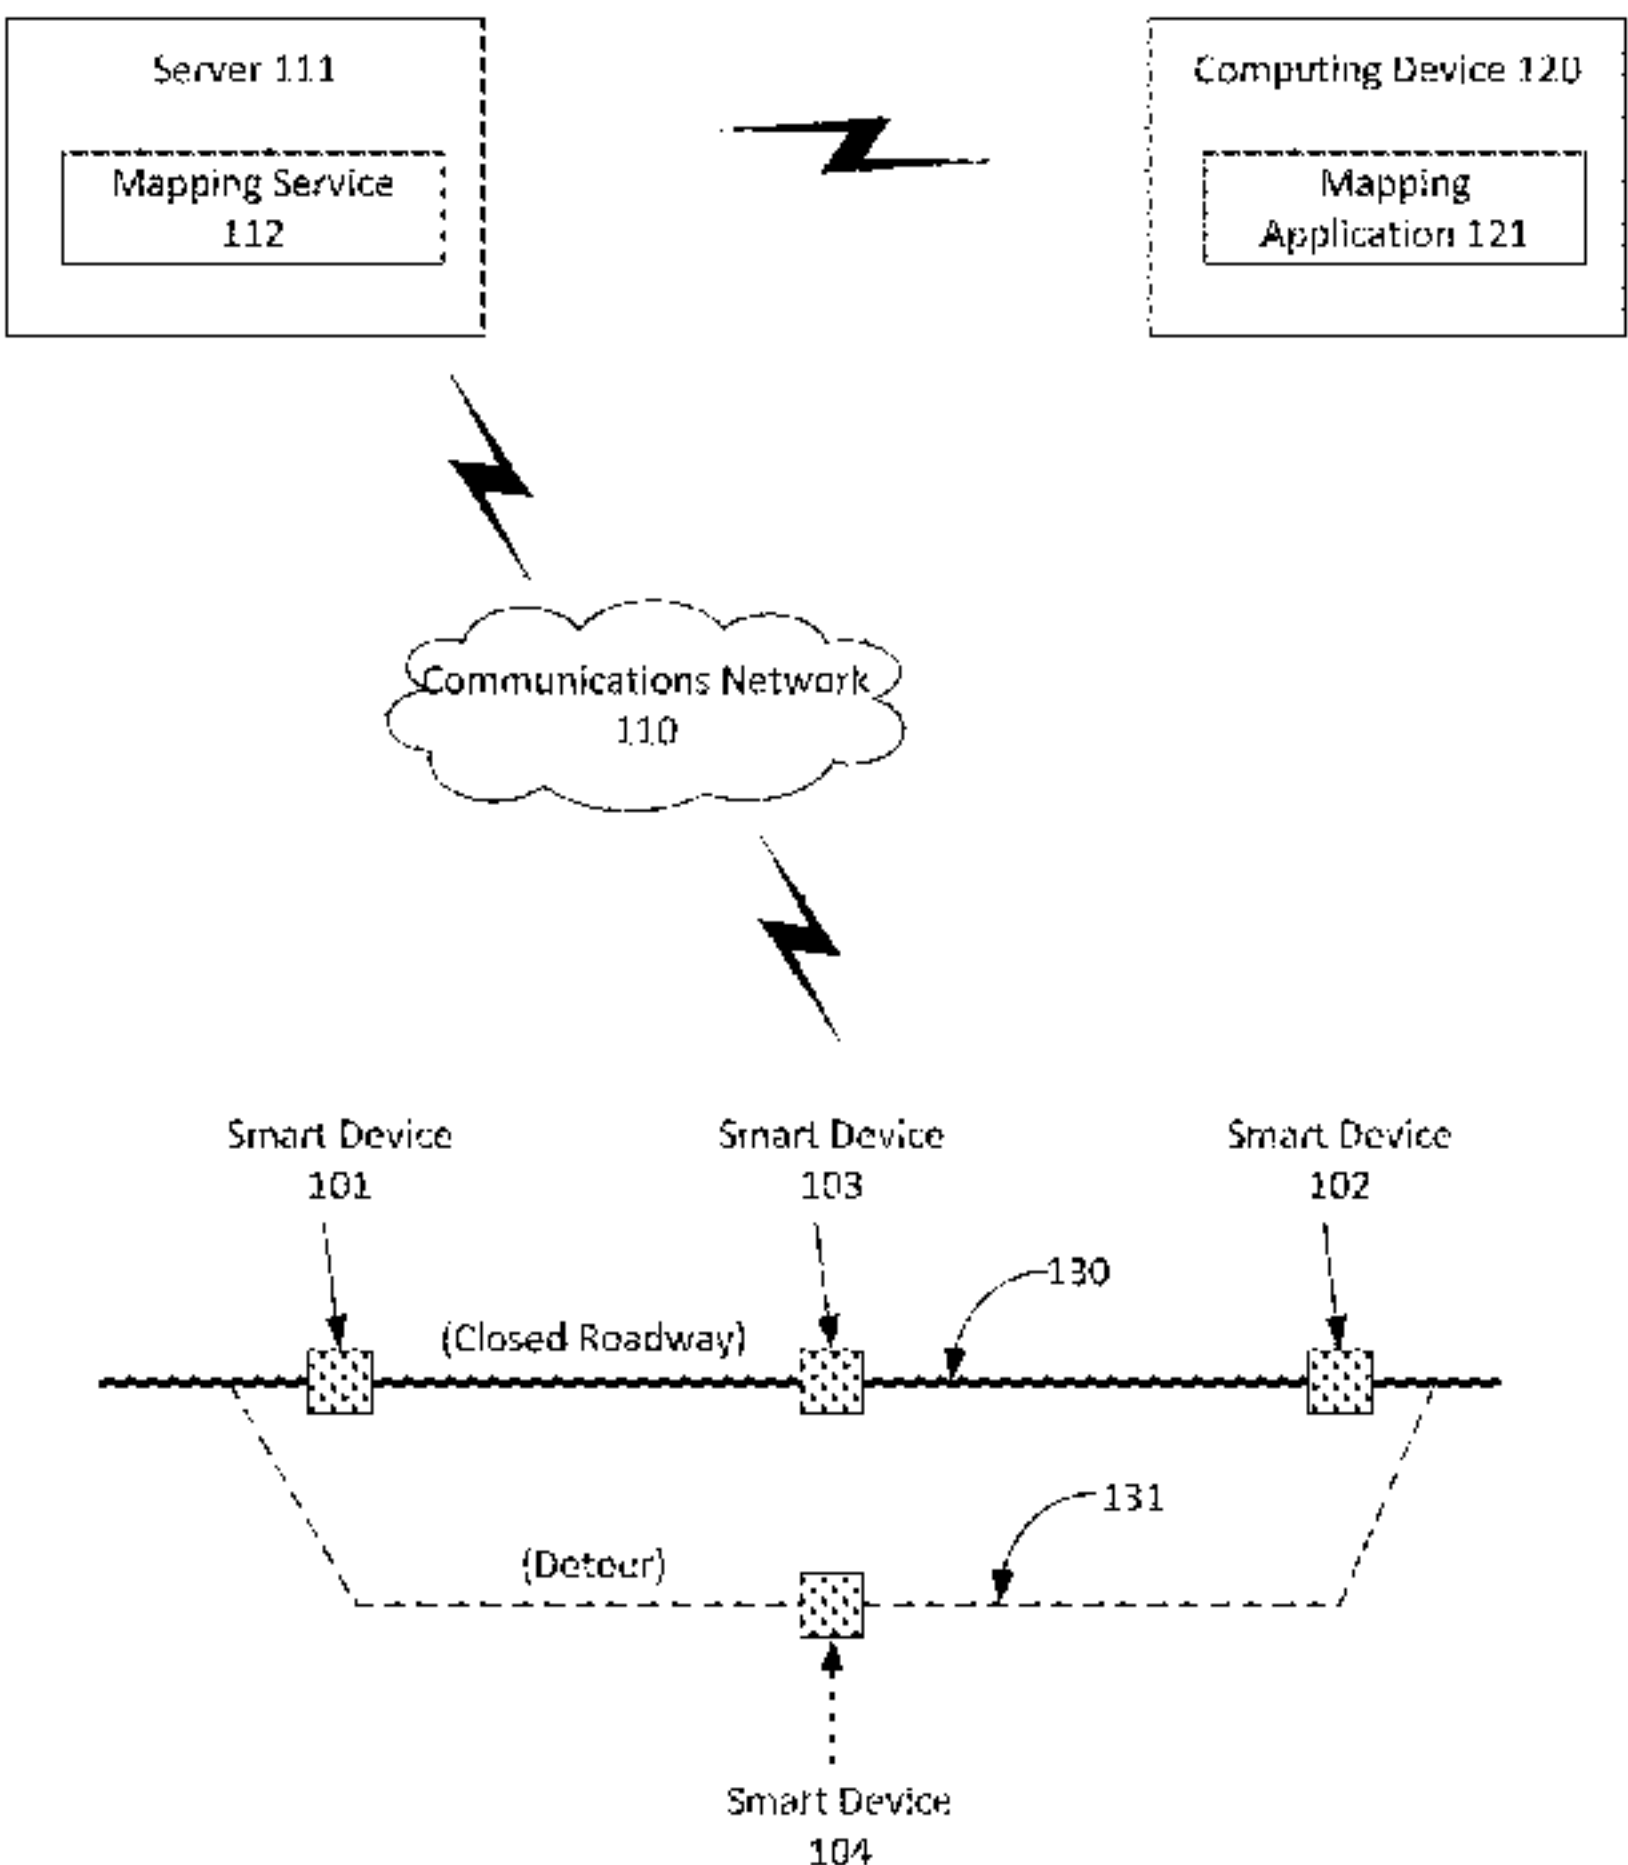 Server 111
Mapping Service
112
Computing Device 120
Mapping
Application 121
Communications Network
110
Smart Device
101
Smart Device
103
Smart Device
102
130
(Closed Roadway)
131
(Detour)
Smart Device
104